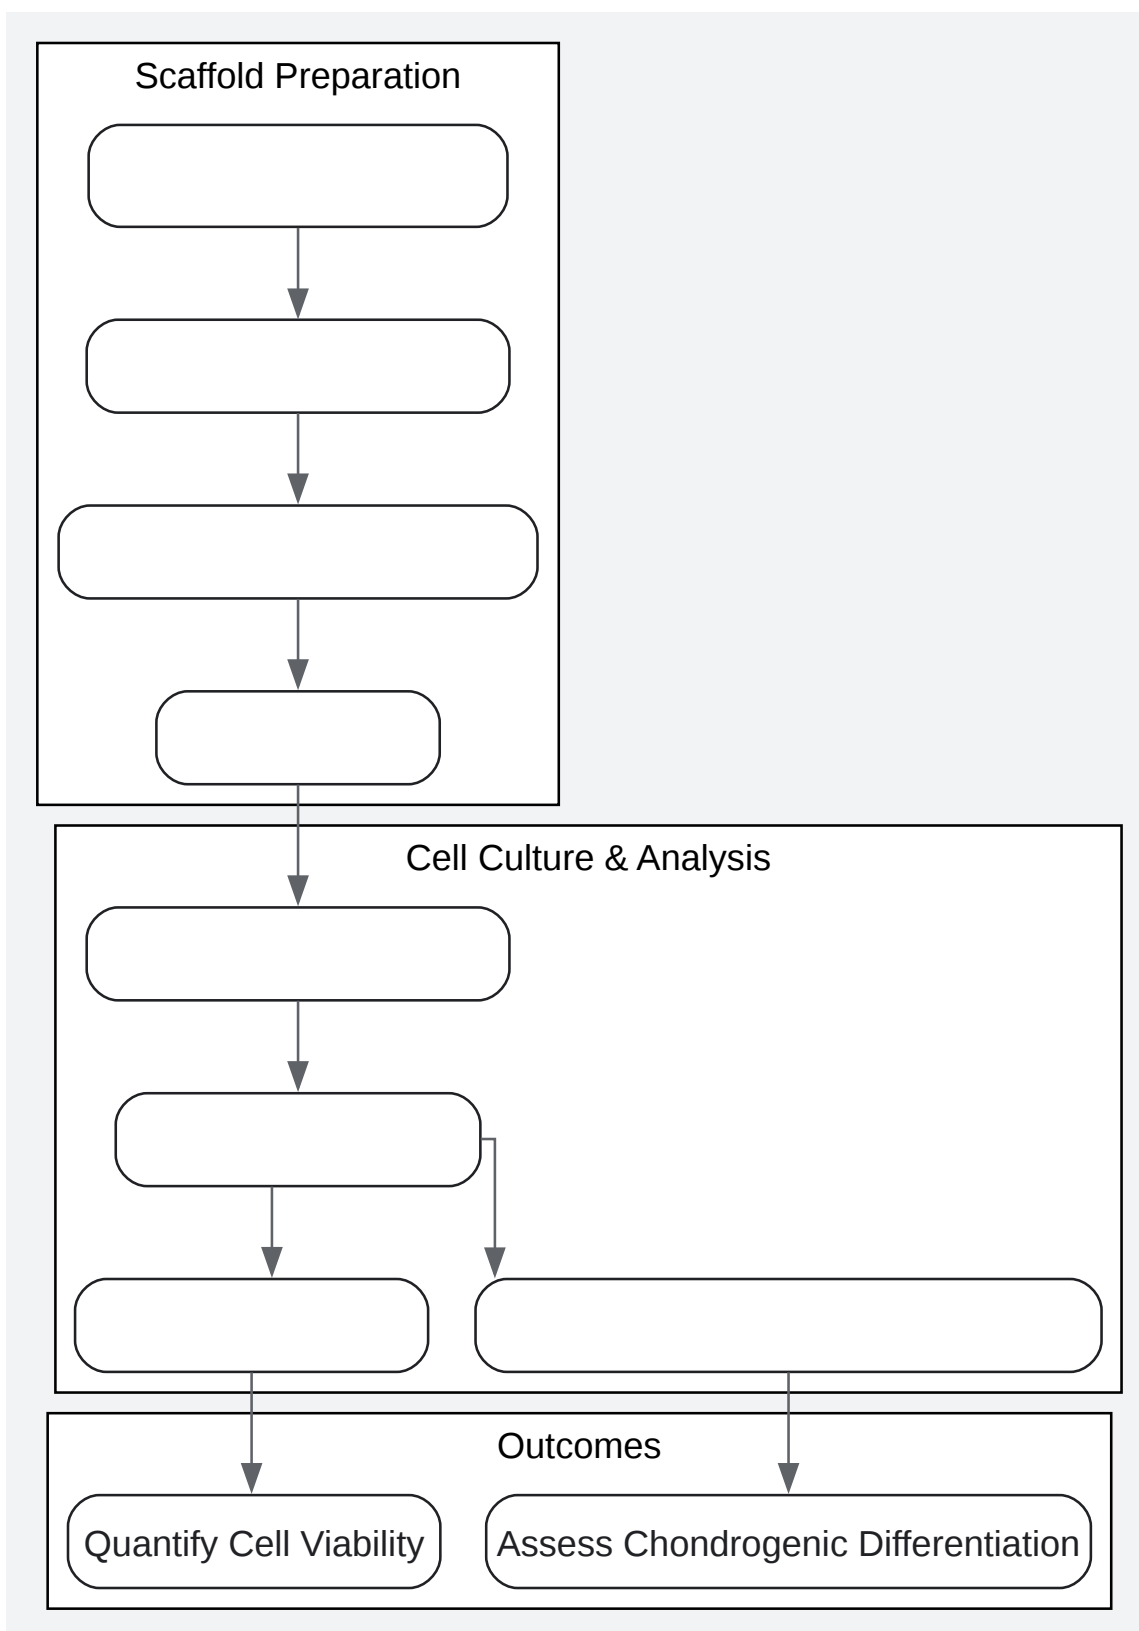 Scaffold Preparation
Cell Culture & Analysis
Outcomes
Quantify Cell Viability
Assess Chondrogenic Differentiation